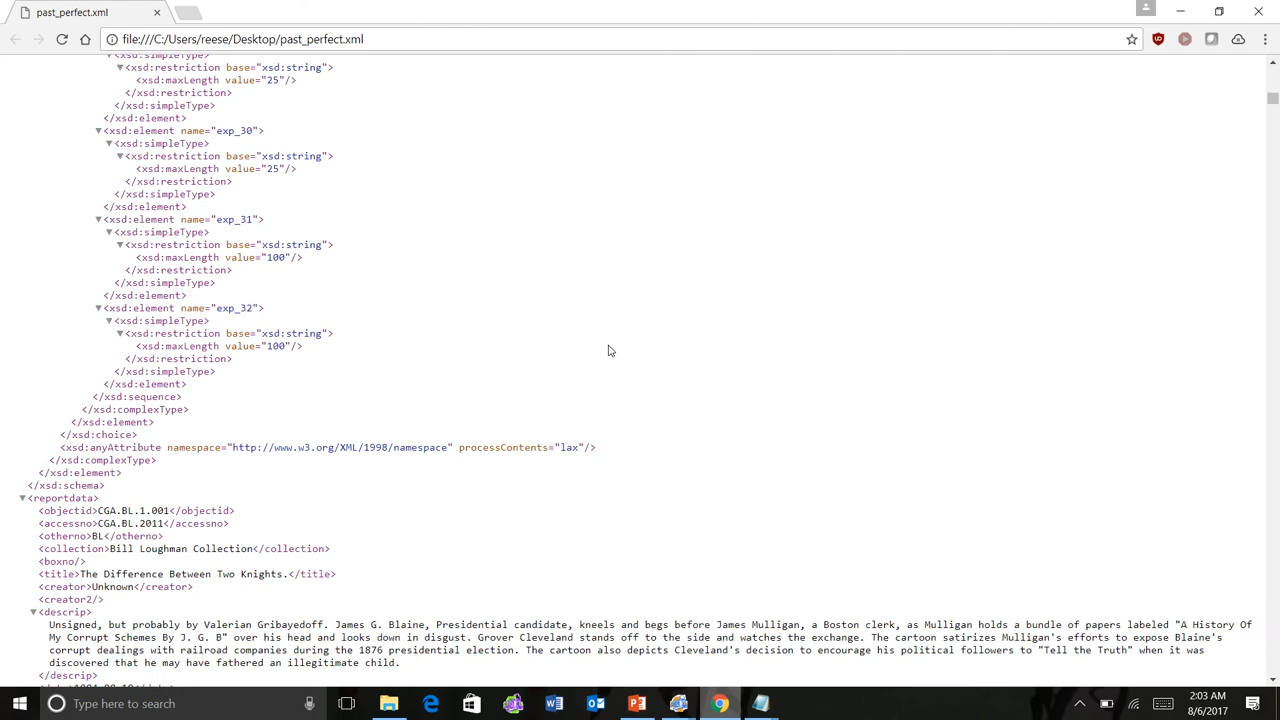 past_perfect.xml
file:///C:/Users/reese/Desktop/past_perfect.xml
<xsd:simpleType>
<xsd:restriction base="xsd:string">
<xsd:maxLength value="25"/>
</xsd:restriction>
</xsd:simpleType>
</xsd:element>
<xsd:element name="exp_30">
<xsd:simpleType>
<xsd:restriction base="xsd:string">
<xsd:maxLength value="25"/>
</xsd:restriction>
</xsd:simpleType>
</xsd:element>
<xsd:element name="exp_31">
<xsd:simpleType>
<xsd:restriction base="xsd:string">
<xsd:maxLength value="100"/>
</xsd:restriction>
</xsd:simpleType>
</xsd:element>
<xsd:element name="exp_32">
<xsd:simpleType>
<xsd:restriction base="xsd:string">
<xsd:maxLength value="100"/>
</xsd:restriction>
</xsd:simpleType>
</xsd:element>
</xsd:sequence>
</xsd:complexType>
</xsd:element>
</xsd:choice>
<xsd:anyAttribute namespace="http://www.w3.org/XML/1998/namespace" processContents="lax"/>
</xsd:complexType>
</xsd:element>
</xsd:schema>
<reportdata>
<objectid>CGA.BL.1.001</objectid>
<accessno>CGA.BL.2011</accessno>
<otherno>BL</otherno>
<collection>Bill Loughman Collection</collection>
<boxno/>
<title>The Difference Between Two Knights.</title>
<creator>Unknown</creator>
<creator2/>
<descrip>
Unsigned, but probably by Valerian Gribayedoff. James G. Blaine, Presidential candidate, kneels and begs before James Mulligan, a Boston clerk, as Mulligan holds a bundle of papers labeled "A History Of
My Corrupt Schemes By J. G. B" over his head and looks down in disgust. Grover Cleveland stands off to the side and watches the exchange. The cartoon satirizes Mulligan's efforts to expose Blaine's
corrupt dealings with railroad companies during the 1876 presidential election. The cartoon also depicts Cleveland's decision to encourage his political followers to "Tell the Truth" when it was
discovered that he may have fathered an illegitimate child.
</descrip>
Type here to search
2:03 AM
8/6/2017